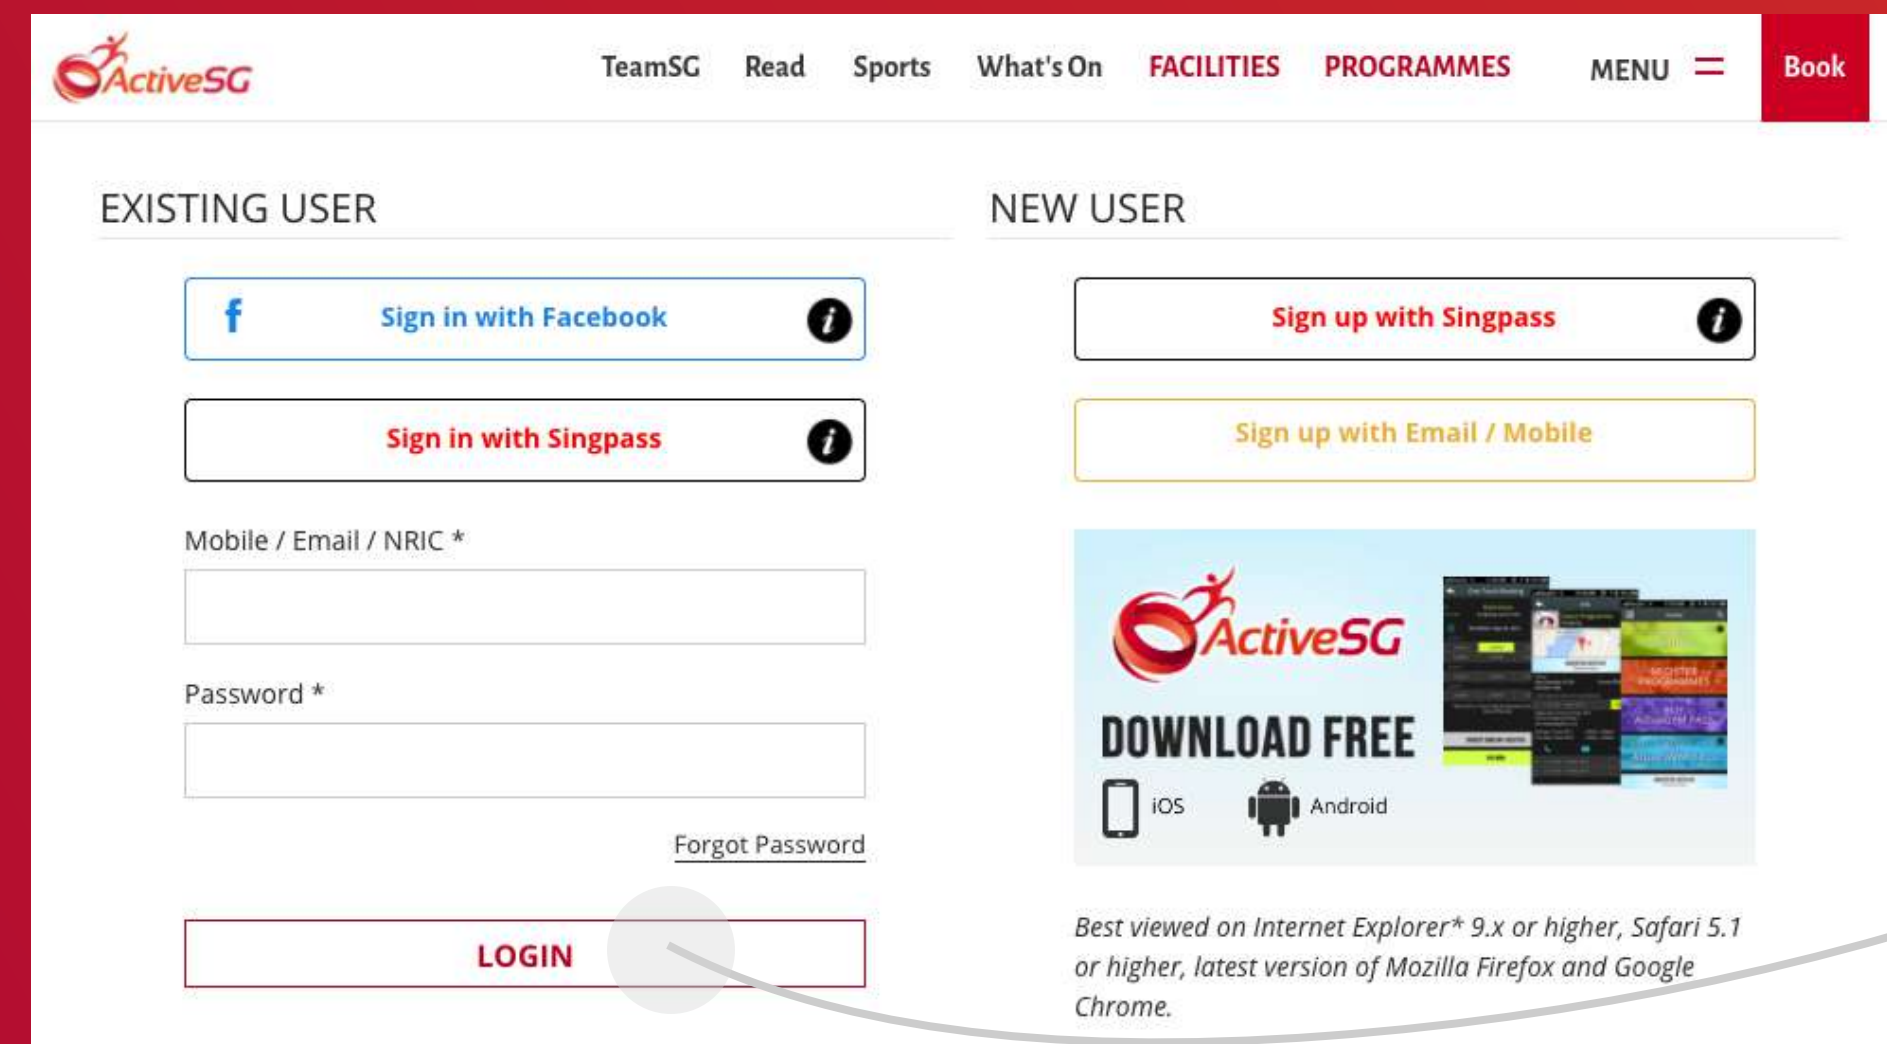 ActiveSG
TeamSG Read Sports What's On FACILITIES PROGRAMMES MENU Book
EXISTING USER
Sign in with Facebook
Sign in with Singpass
Mobile / Email / NRIC *
Password *
Forgot Password
LOGIN
NEW USER
Sign up with Singpass
Sign up with Email / Mobile
ActiveSG
DOWNLOAD FREE
iOS Android
Best viewed on Internet Explorer* 9.x or higher, Safari 5.1
or higher, latest version of Mozilla Firefox and Google
Chrome.